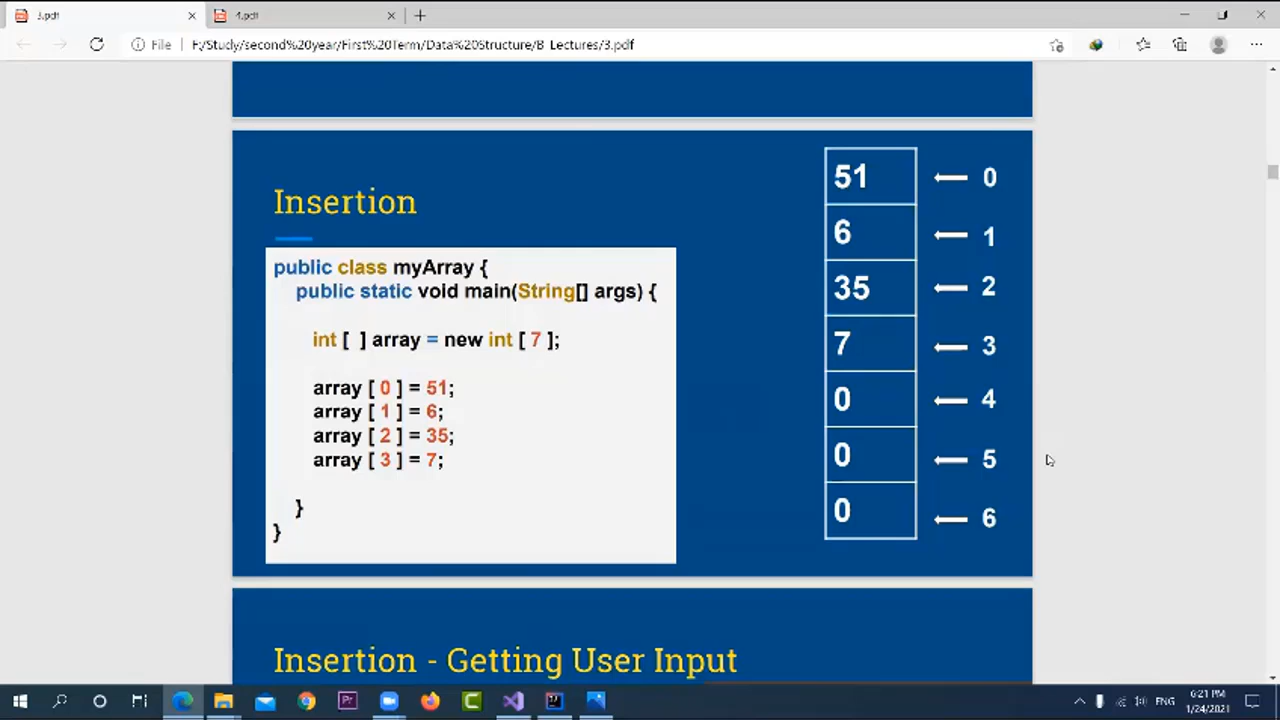 3.pdf
4.pdf
File
F:/Study/second%20year/First%20Term/Data%20Structure/B Lectures/3.pdf
Insertion
public class myArray {
public static void main(String[] args) {
int [ ] array = new int [ 7 ];
array [ 0 ] = 51;
array [ 1 ] = 6;
array [ 2 ] = 35;
array [ 3 ] = 7;
}
}
51 0
6 1
35 2
7 3
0 4
0 5
0 6
Insertion - Getting User Input
Pr
C
ENG
6:21 PM
1/24/2021